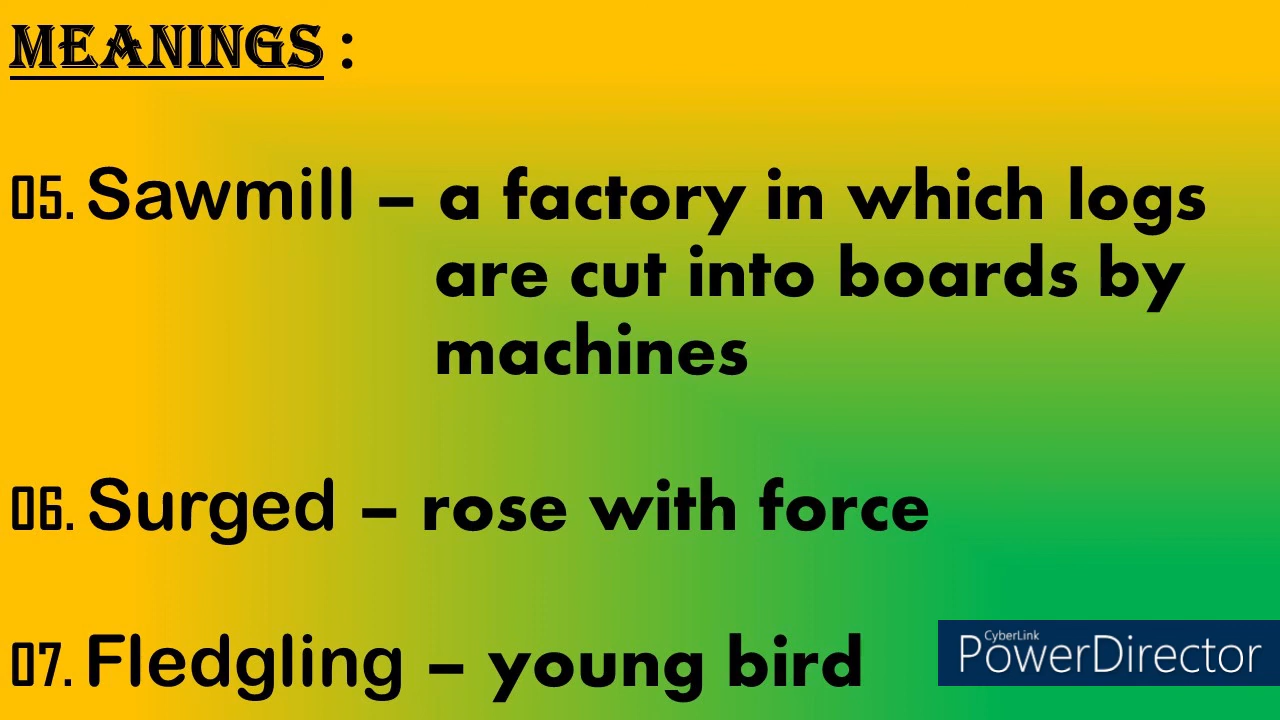 MEANINGS :
05. Sawmill – a factory in which logs
are cut into boards by
machines
06. Surged – rose with force
07. Fledgling – young bird
CyberLink
PowerDirector